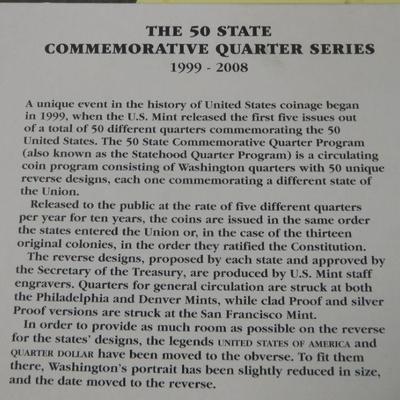 THE 50 STATE
COMMEMORATIVE QUARTER SERIES
1999 - 2008
A unique event in the history of United States coinage began
in 1999, when the U.S. Mint released the first five issues out
of a total of 50 different quarters commemorating the 50
United States. The 50 State Commemorative Quarter Program
(also known as the Statehood Quarter Program) is a circulating
coin program consisting of Washington quarters with 50 unique
reverse designs, each one commemorating a different state of
the Union.
Released to the public at the rate of five different quarters
per year for ten years, the coins are issued in the same order
the states entered the Union or, in the case of the thirteen
original colonies, in the order they ratified the Constitution.
The reverse designs, proposed by each state and approved by
the Secretary of the Treasury, are produced by U.S. Mint staff
engravers. Quarters for general circulation are struck at both
the Philadelphia and Denver Mints, while clad Proof and silver
Proof versions are struck at the San Francisco Mint.
In order to provide as much room as possible on the reverse
for the states' designs, the legends UNITED STATES OF AMERICA and
QUARTER DOLLAR have been moved to the obverse. To fit them
there, Washington's portrait has been slightly reduced in size,
and the date moved to the reverse.